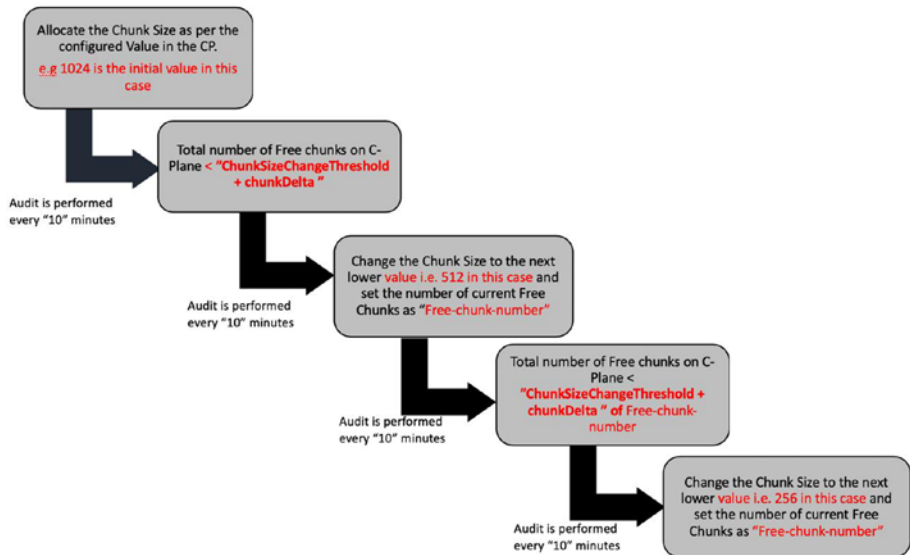 Allocate the Chunk Size as per the
configured Value in the CP.
e.g 1024 is the initial value in this
case
Audit is performed
every “10” minutes
Total number of Free chunks on C-
Plane < “ChunkSizeChangeThreshold
+ chunkDelta ”
Audit is performed
every “10” minutes
Change the Chunk Size to the next
lower value i.e. 512 in this case and
set the number of current Free
Chunks as “Free-chunk-number”
Audit is performed
every “10” minutes
Total number of Free chunks on C-
Plane <
“ChunkSizeChangeThreshold +
chunkDelta ” of Free-chunk-
number
Audit is performed
every “10” minutes
Change the Chunk Size to the next
lower value i.e. 256 in this case and
set the number of current Free
Chunks as “Free-chunk-number”